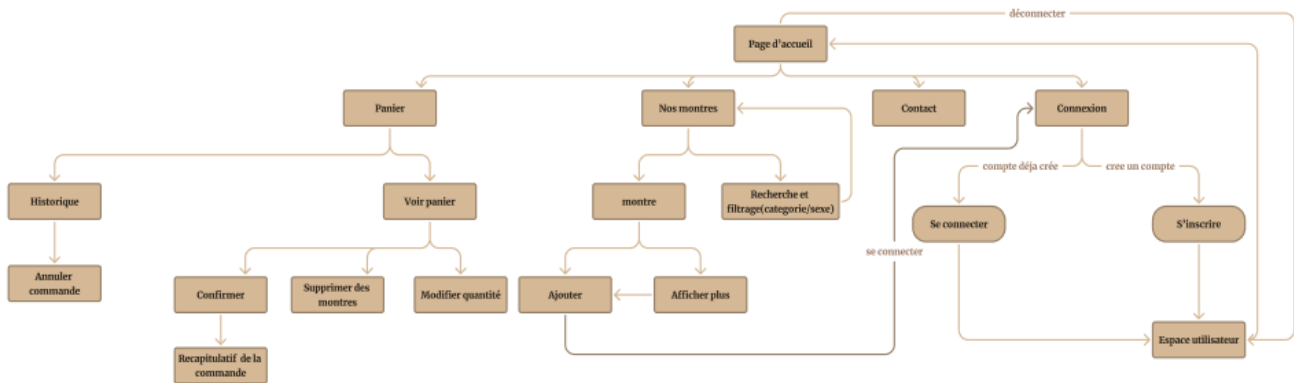 déconnecter
Page d'accueil
Panier
Nos montres
Contact
Connexion
compte déja crée
cree un compte
Historique
Voir panier
montre
Recherche et
filtrage(categorie/sexe)
Se connecter
S'inscrire
se connecter
Annuler
commande
Confirmer
Supprimer des
montres
Modifier quantité
Ajouter
Afficher plus
Espace utilisateur
Recapitulatif de la
commande